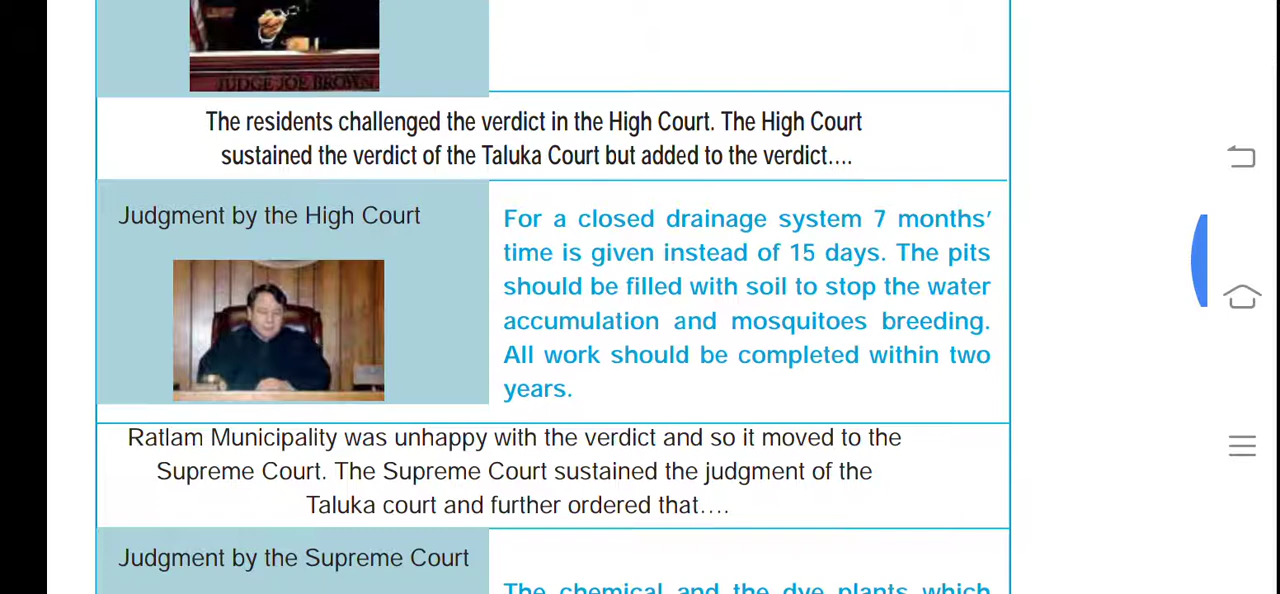 JUDGE JOE BROWN
The residents challenged the verdict in the High Court. The High Court
sustained the verdict of the Taluka Court but added to the verdict....
Judgment by the High Court
For a closed drainage system 7 months'
time is given instead of 15 days. The pits
should be filled with soil to stop the water
accumulation and mosquitoes breeding.
All work should be completed within two
years.
Ratlam Municipality was unhappy with the verdict and so it moved to the
Supreme Court. The Supreme Court sustained the judgment of the
Taluka court and further ordered that....
Judgment by the Supreme Court
The chemical and the dye plants which